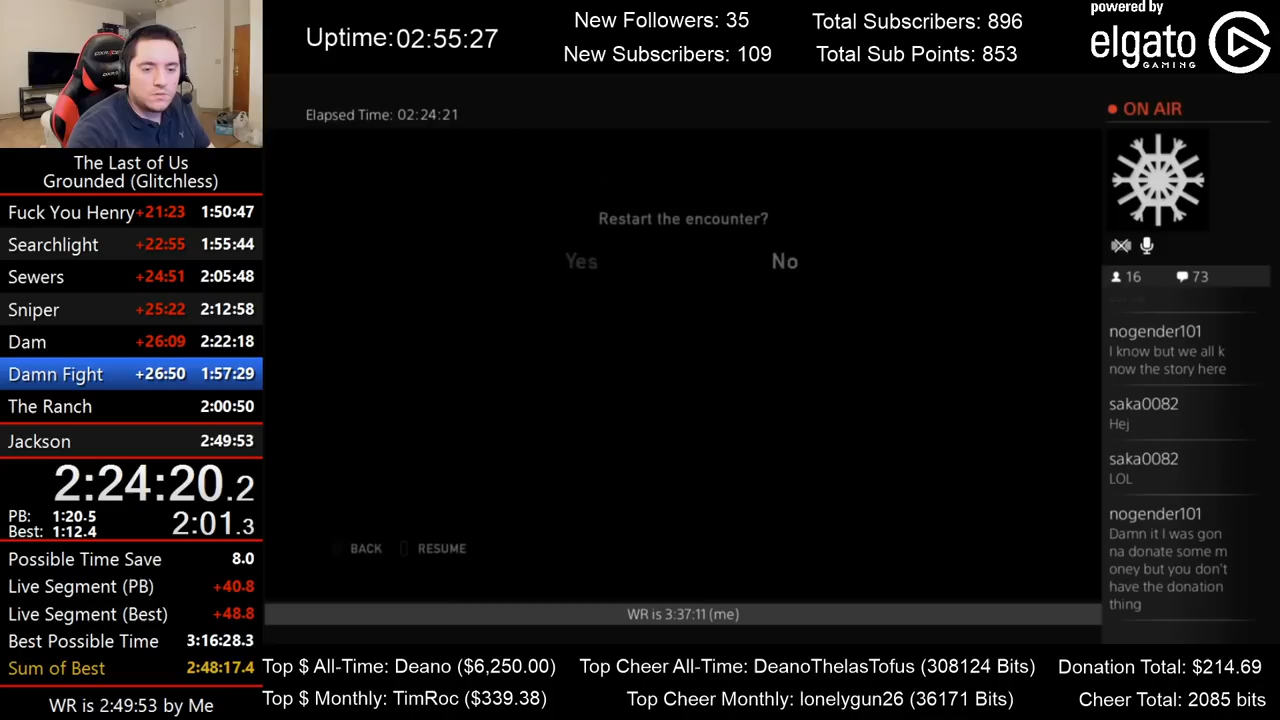 Uptime: 02:55:27
New Followers: 35
New Subscribers: 109
Total Subscribers: 896
Total Sub Points: 853
powered by
elgato
GAMING
The Last of Us
Grounded (Glitchless)
Fuck You Henry +21:23 1:50:47
Searchlight +22:55 1:55:44
Sewers +24:51 2:05:48
Sniper +25:22 2:12:58
Dam +26:09 2:22:18
Damn Fight +26:50 1:57:29
The Ranch 2:00:50
Jackson 2:49:53
2:24:20.2
PB: 1:20.5
Best: 1:12.4
2:01.3
Possible Time Save 8.0
Live Segment (PB) +40.8
Live Segment (Best) +48.8
Best Possible Time 3:16:28.3
Sum of Best 2:48:17.4
WR is 2:49:53 by Me
Elapsed Time: 02:24:21
Restart the encounter?
Yes No
BACK RESUME
WR is 3:37:11 (me)
ON AIR
16 73
nogender101
I know but we all k
now the story here
saka0082
Hej
saka0082
LOL
nogender101
Damn it I was gon
na donate some m
oney but you don't
have the donation
thing
Top $ All-Time: Deano ($6,250.00)
Top Cheer All-Time: DeanoThelasTofus (308124 Bits)
Donation Total: $214.69
Top $ Monthly: TimRoc ($339.38)
Top Cheer Monthly: lonelygun26 (36171 Bits)
Cheer Total: 2085 bits